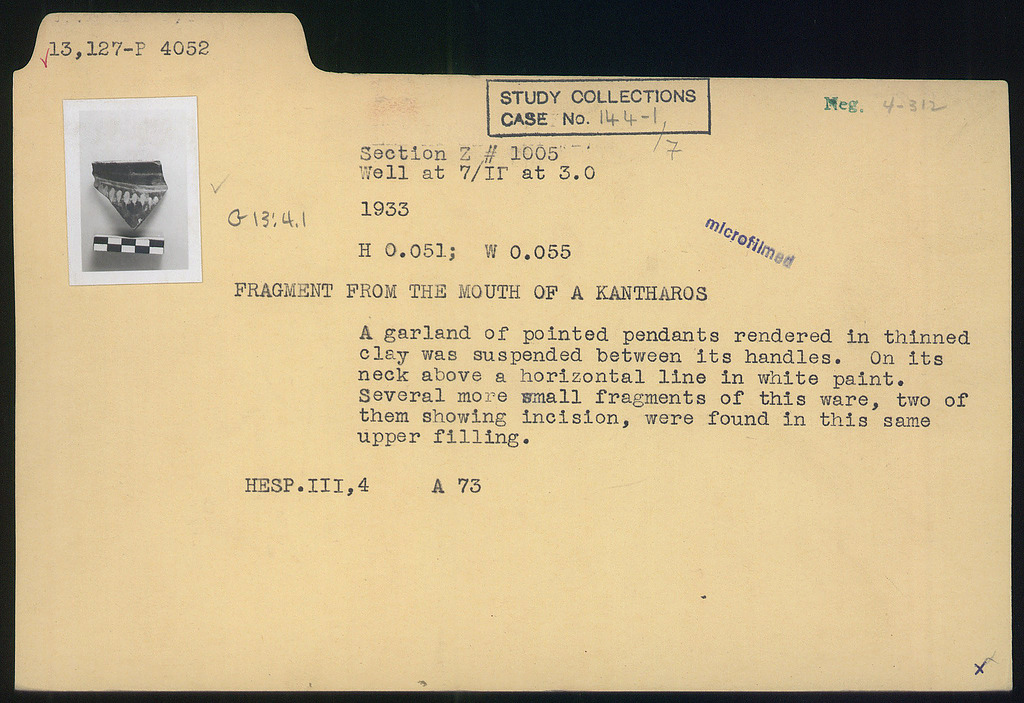 13,127-P 4052
STUDY COLLECTIONS
CASE No. 144-1/7
Neg. 4-312
Section Z # 1005
Well at 7/ΙΓ at 3.0
G 13:4.1
1933
microfilmed
H 0.051; W 0.055
FRAGMENT FROM THE MOUTH OF A KANTHAROS
A garland of pointed pendants rendered in thinned
clay was suspended between its handles. On its
neck above a horizontal line in white paint.
Several more small fragments of this ware, two of
them showing incision, were found in this same
upper filling.
HESP.III,4 A 73
x